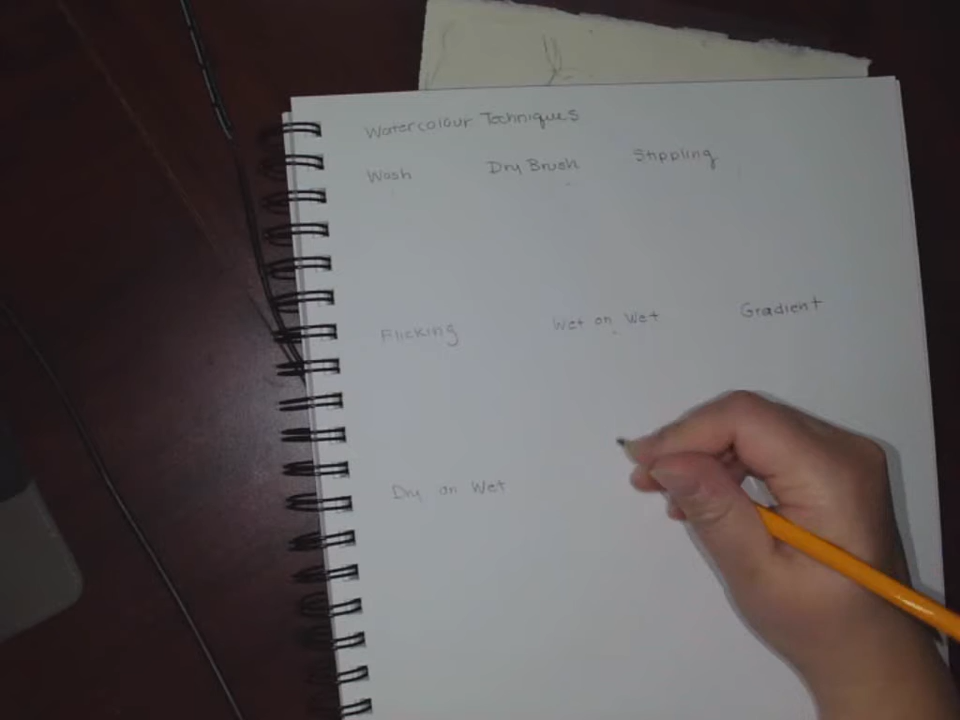 Watercolour Techniques
Wash Dry Brush Stippling
Flicking Wet on Wet Gradient
Dry on Wet